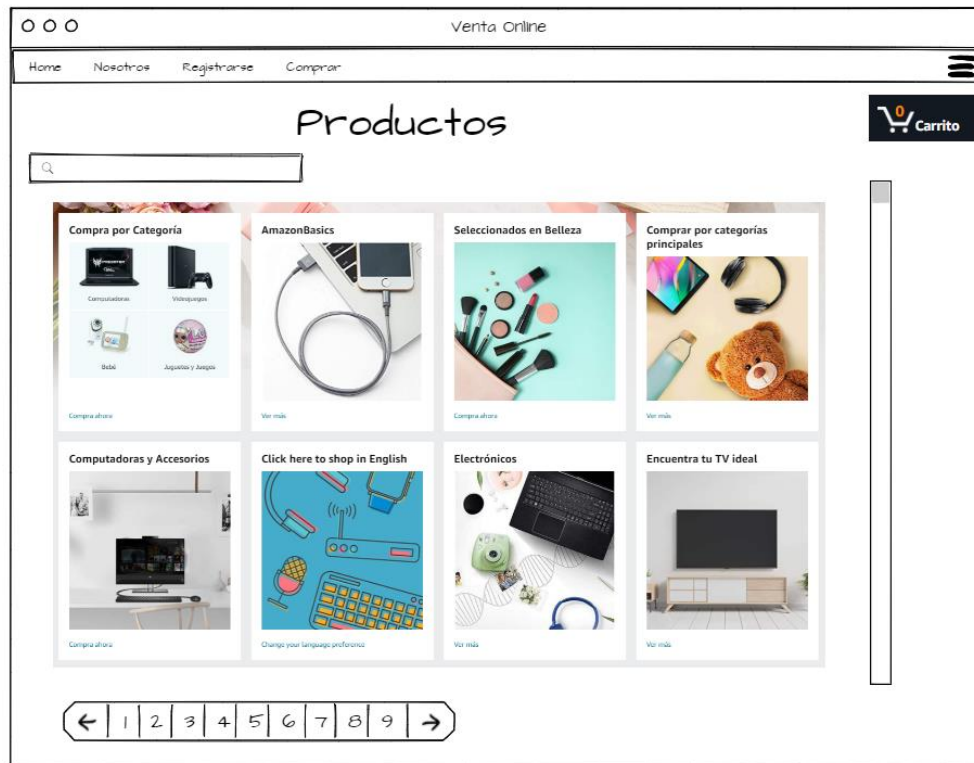 Venta Online
Home Nosotros Registrarse Comprar
Productos
0
Carrito
Compra por Categoría
AmazonBasics
Seleccionados en Belleza
Comprar por categorías
principales
PREDATOR
Computadoras
Videojuegos
Bebé
Juguetes y Juegos
Compra ahora
Ver más
Compra ahora
Ver más
Computadoras y Accesorios
Click here to shop in English
Electrónicos
Encuentra tu TV ideal
Compra ahora
Change your language preference
Ver más
Ver más
1 2 3 4 5 6 7 8 9